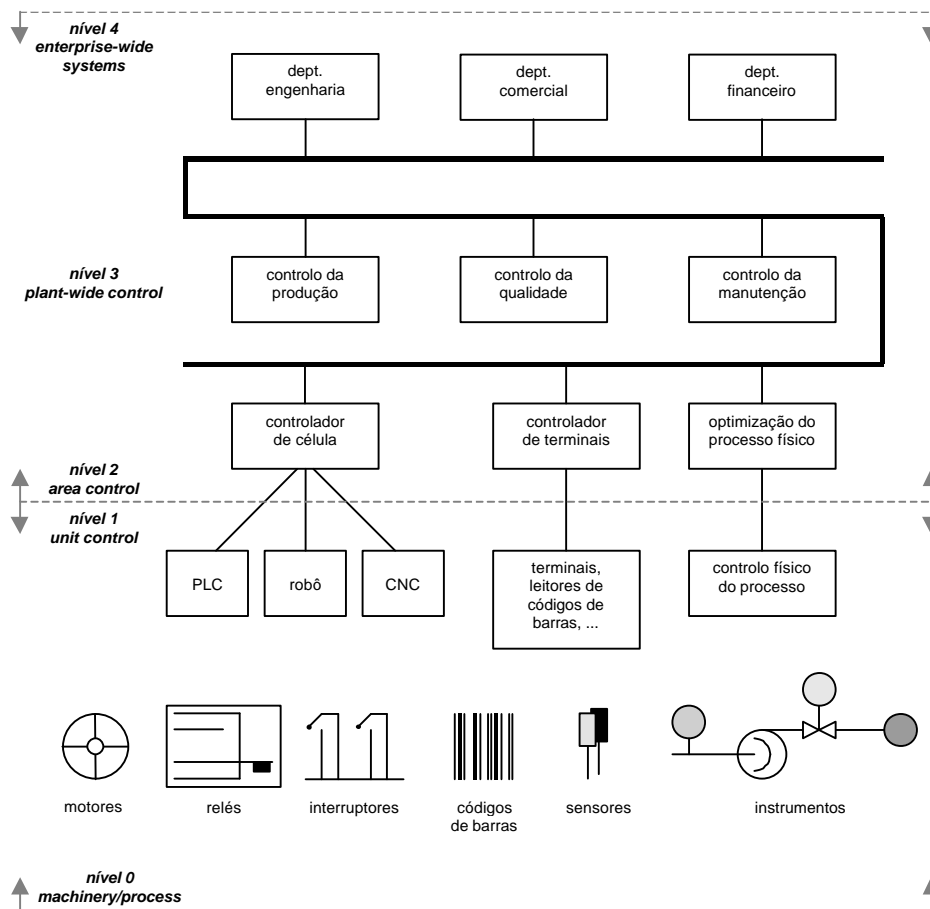 nível 4
enterprise-wide
systems
dept.
engenharia
dept.
comercial
dept.
financeiro
nível 3
plant-wide control
controlo da
produção
controlo da
qualidade
controlo da
manutenção
controlador
de célula
controlador
de terminais
optimização do
processo físico
nível 2
area control
nível 1
unit control
PLC
robô
CNC
terminais,
leitores de
códigos de
barras, ...
controlo físico
do processo
motores
relés
interruptores
códigos
de barras
sensores
instrumentos
nível 0
machinery/process